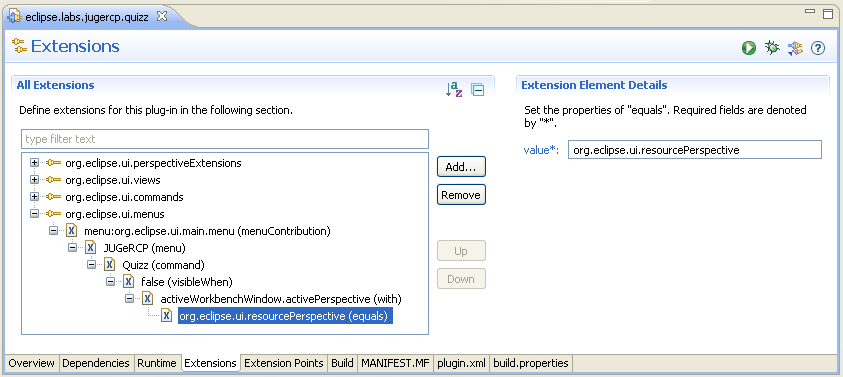 eclipse.labs.jugercp.quizz
Extensions
All Extensions
Define extensions for this plug-in in the following section.
type filter text
org.eclipse.ui.perspectiveExtensions
org.eclipse.ui.views
org.eclipse.ui.commands
org.eclipse.ui.menus
menu:org.eclipse.ui.main.menu (menuContribution)
JUGeRCP (menu)
Quizz (command)
false (visibleWhen)
activeWorkbenchWindow.activePerspective (with)
org.eclipse.ui.resourcePerspective (equals)
Add...
Remove
Up
Down
Extension Element Details
Set the properties of "equals". Required fields are denoted
by "*".
value*: org.eclipse.ui.resourcePerspective
Overview Dependencies Runtime Extensions Extension Points Build MANIFEST.MF plugin.xml build.properties